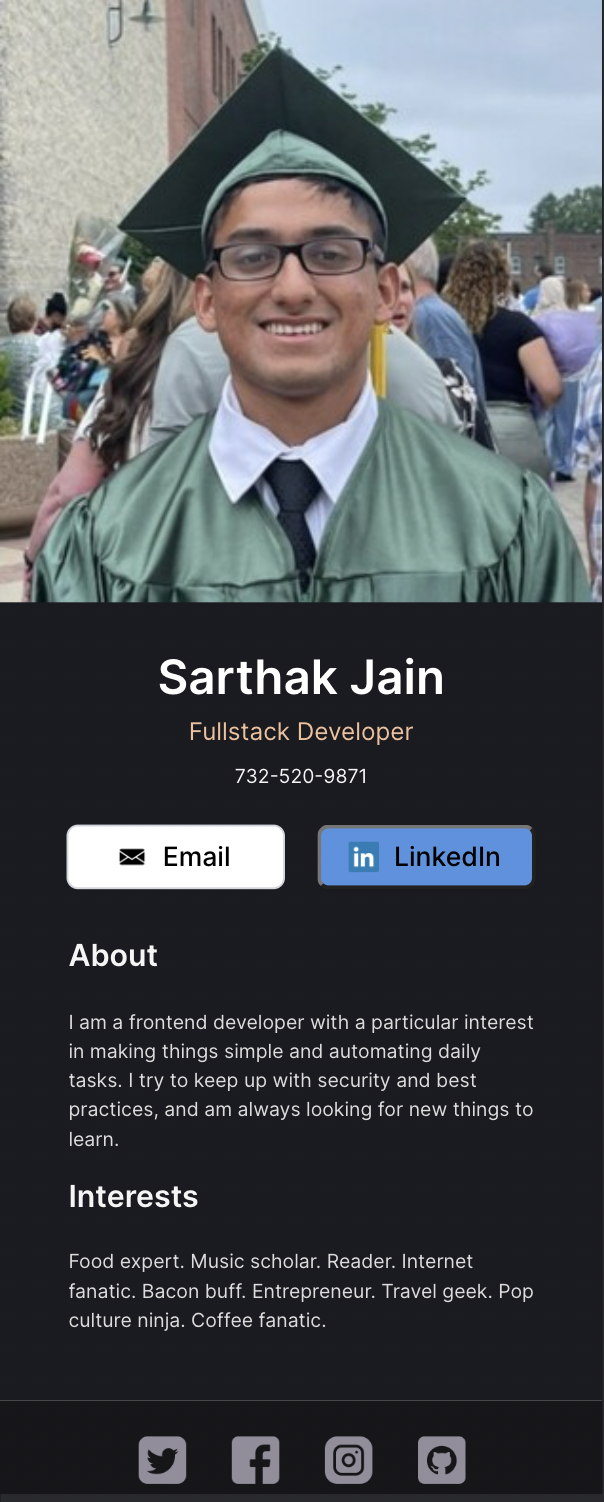 Sarthak Jain
Fullstack Developer
732-520-9871
Email
in LinkedIn
About
I am a frontend developer with a particular interest
in making things simple and automating daily
tasks. I try to keep up with security and best
practices, and am always looking for new things to
learn.
Interests
Food expert. Music scholar. Reader. Internet
fanatic. Bacon buff. Entrepreneur. Travel geek. Pop
culture ninja. Coffee fanatic.